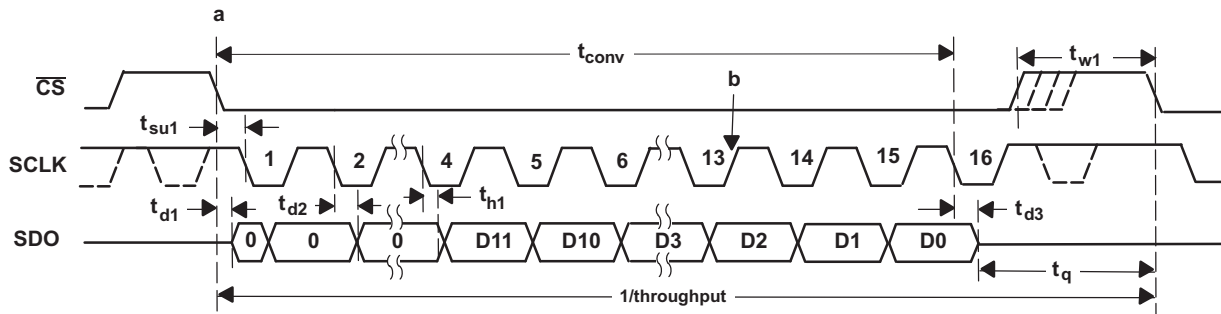 a
tconv
tw1
CS
b
tsu1
SCLK
1 2 4 5 6 13 14 15 16
td1 td2 th1 td3
SDO
0 0 0 D11 D10 D3 D2 D1 D0
tq
1/throughput